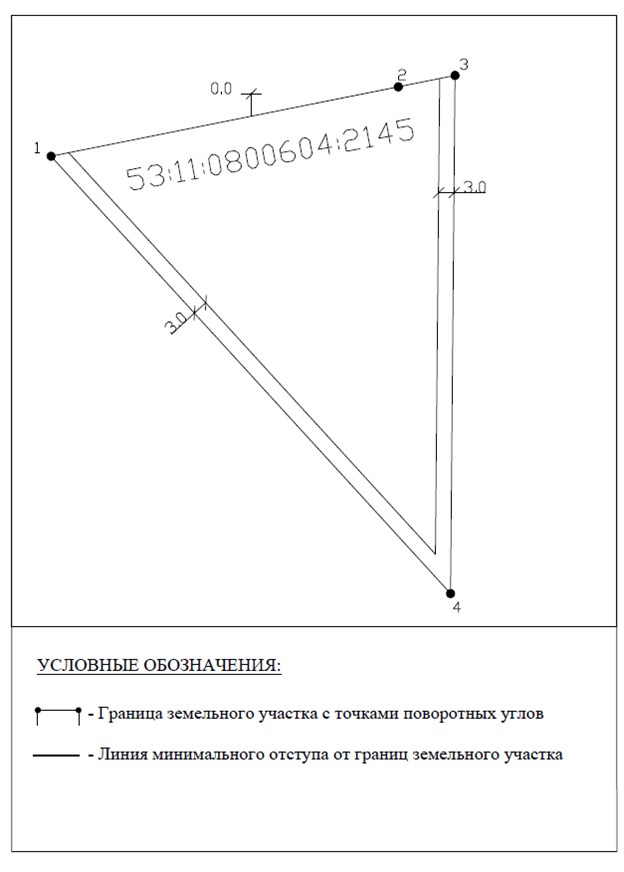 3
2
0.0
1
53:11:0800604:2145
3.0
3.0
4
УСЛОВНЫЕ ОБОЗНАЧЕНИЯ:
- Граница земельного участка с точками поворотных углов
- Линия минимального отступа от границ земельного участка